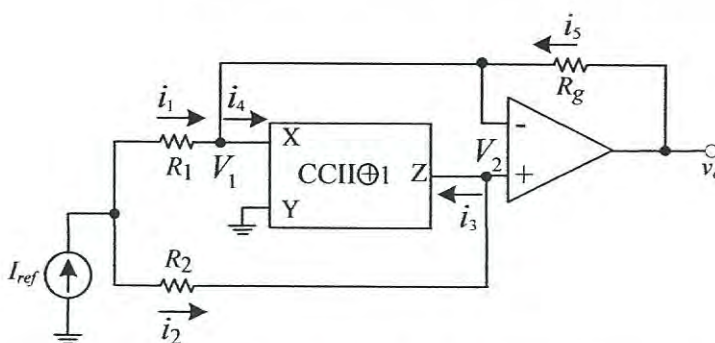 i5
Rg
i1
i4
R1
V1
X
Y
CCII⊕1
Z
V2
-
+
i3
Iref
R2
i2